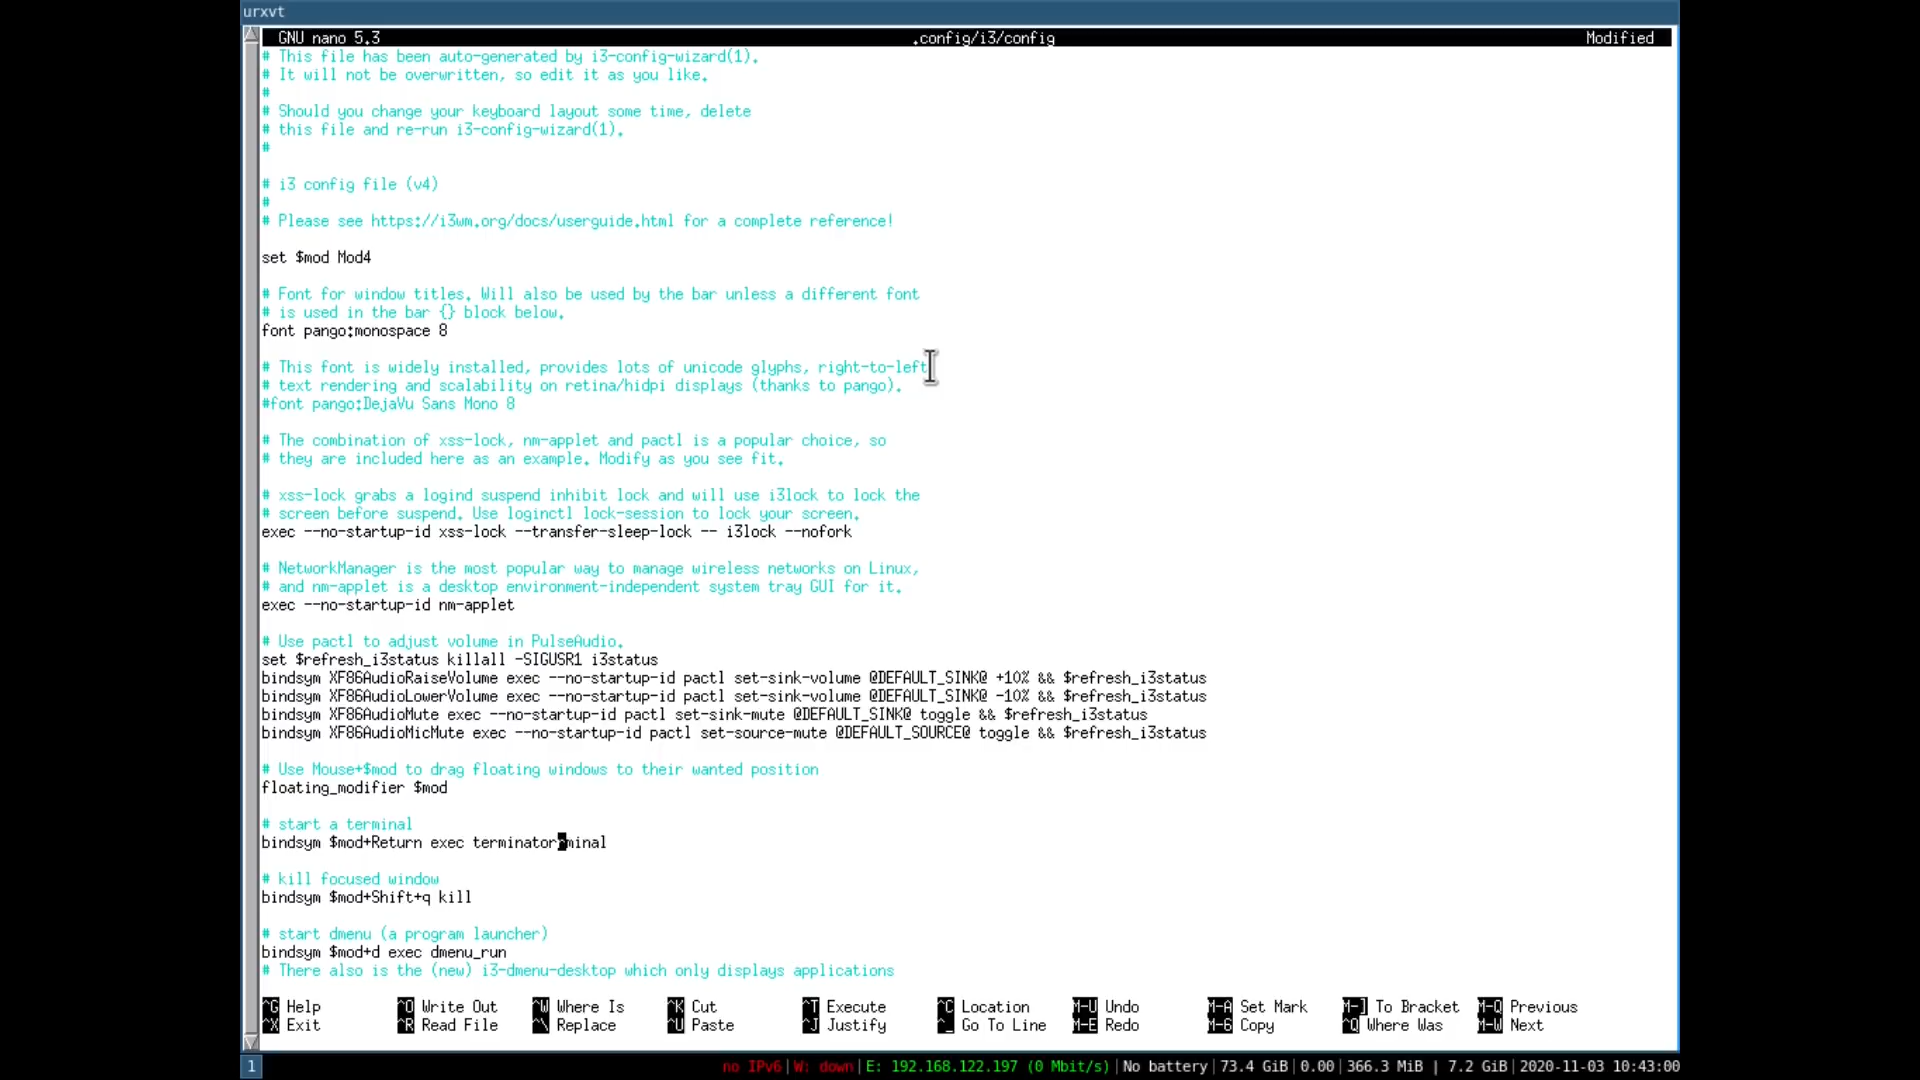 urxvt
GNU nano 5.3 .config/i3/config Modified
# This file has been auto-generated by i3-config-wizard(1).
# It will not be overwritten, so edit it as you like.
#
# Should you change your keyboard layout some time, delete
# this file and re-run i3-config-wizard(1).
#
# i3 config file (v4)
#
# Please see https://i3wm.org/docs/userguide.html for a complete reference!
set $mod Mod4
# Font for window titles. Will also be used by the bar unless a different font
# is used in the bar {} block below.
font pango:monospace 8
# This font is widely installed, provides lots of unicode glyphs, right-to-left
# text rendering and scalability on retina/hidpi displays (thanks to pango).
#font pango:DejaVu Sans Mono 8
# The combination of xss-lock, nm-applet and pactl is a popular choice, so
# they are included here as an example. Modify as you see fit.
# xss-lock grabs a logind suspend inhibit lock and will use i3lock to lock the
# screen before suspend. Use loginctl lock-session to lock your screen.
exec --no-startup-id xss-lock --transfer-sleep-lock -- i3lock --nofork
# NetworkManager is the most popular way to manage wireless networks on Linux,
# and nm-applet is a desktop environment-independent system tray GUI for it.
exec --no-startup-id nm-applet
# Use pactl to adjust volume in PulseAudio.
set $refresh_i3status killall -SIGUSR1 i3status
bindsym XF86AudioRaiseVolume exec --no-startup-id pactl set-sink-volume @DEFAULT_SINK@ +10% && $refresh_i3status
bindsym XF86AudioLowerVolume exec --no-startup-id pactl set-sink-volume @DEFAULT_SINK@ -10% && $refresh_i3status
bindsym XF86AudioMute exec --no-startup-id pactl set-sink-mute @DEFAULT_SINK@ toggle && $refresh_i3status
bindsym XF86AudioMicMute exec --no-startup-id pactl set-source-mute @DEFAULT_SOURCE@ toggle && $refresh_i3status
# Use Mouse+$mod to drag floating windows to their wanted position
floating_modifier $mod
# start a terminal
bindsym $mod+Return exec terminator
# kill focused window
bindsym $mod+Shift+q kill
# start dmenu (a program launcher)
bindsym $mod+d exec dmenu_run
# There also is the (new) i3-dmenu-desktop which only displays applications
^G Help ^O Write Out ^W Where Is ^K Cut ^T Execute ^C Location M-U Undo M-A Set Mark M-] To Bracket M-Q Previous
^X Exit ^R Read File ^\ Replace ^U Paste ^J Justify ^_ Go To Line M-E Redo M-6 Copy ^Q Where Was M-W Next
1 no IPv6|W: down|E: 192.168.122.197 (0 Mbit/s)|No battery|73.4 GiB|0.00|366.3 MiB | 7.2 GiB|2020-11-03 10:43:00